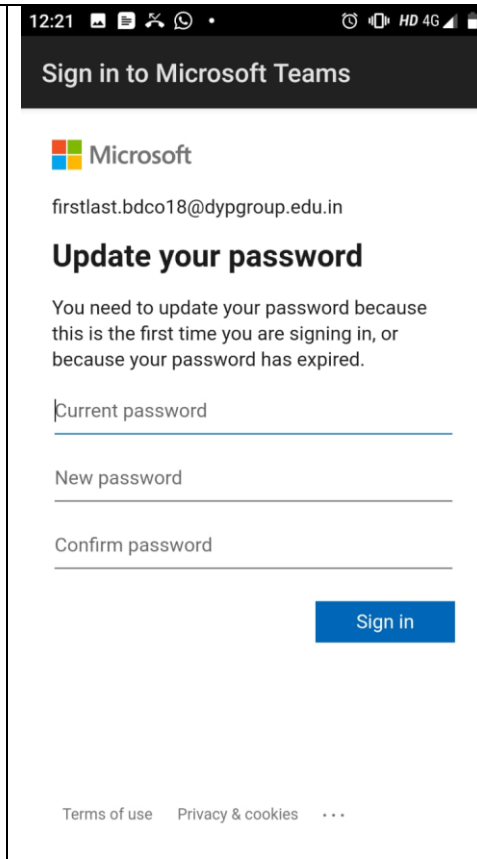 12:21 HD 4G
Sign in to Microsoft Teams
Microsoft
firstlast.bdco18@dypgroup.edu.in
Update your password
You need to update your password because
this is the first time you are signing in, or
because your password has expired.
Current password
New password
Confirm password
Sign in
Terms of use Privacy & cookies ...